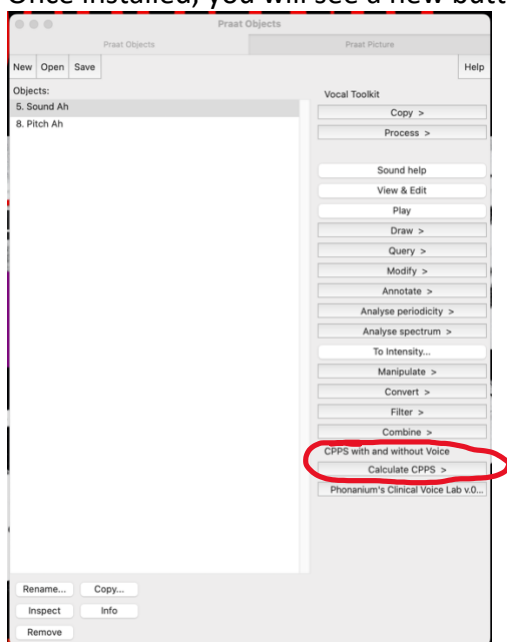 Once installed, you will see a new butt
Praat Objects
Praat Objects Praat Picture
New Open Save Help
Objects:
5. Sound Ah
8. Pitch Ah
Vocal Toolkit
Copy >
Process >
Sound help
View & Edit
Play
Draw >
Query >
Modify >
Annotate >
Analyse periodicity >
Analyse spectrum >
To Intensity...
Manipulate >
Convert >
Filter >
Combine >
CPPS with and without Voice
Calculate CPPS >
Phonanium's Clinical Voice Lab v.0...
Rename... Copy...
Inspect Info
Remove